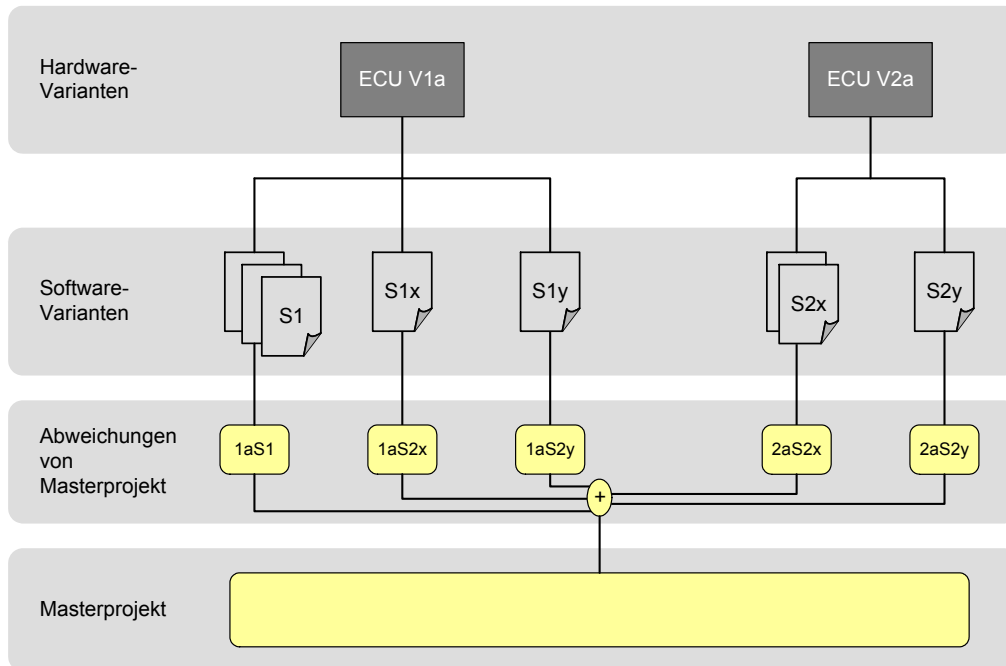 Hardware-
Varianten
ECU V1a
ECU V2a
Software-
Varianten
S1
S1x
S1y
S2x
S2y
Abweichungen
von
Masterprojekt
1aS1
1aS2x
1aS2y
2aS2x
2aS2y
+
Masterprojekt